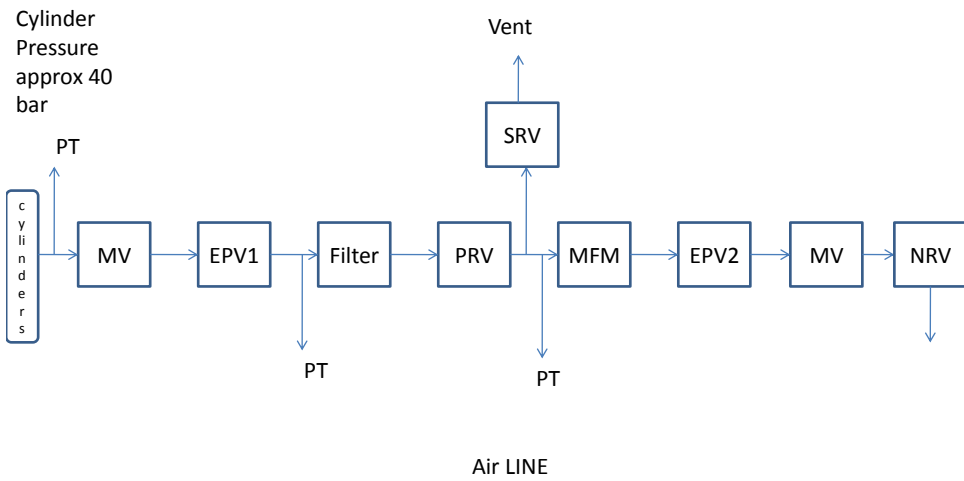 Cylinder
Pressure
approx 40
bar
Vent
SRV
PT
cylinders
MV
EPV1
Filter
PRV
MFM
EPV2
MV
NRV
PT
PT
Air LINE